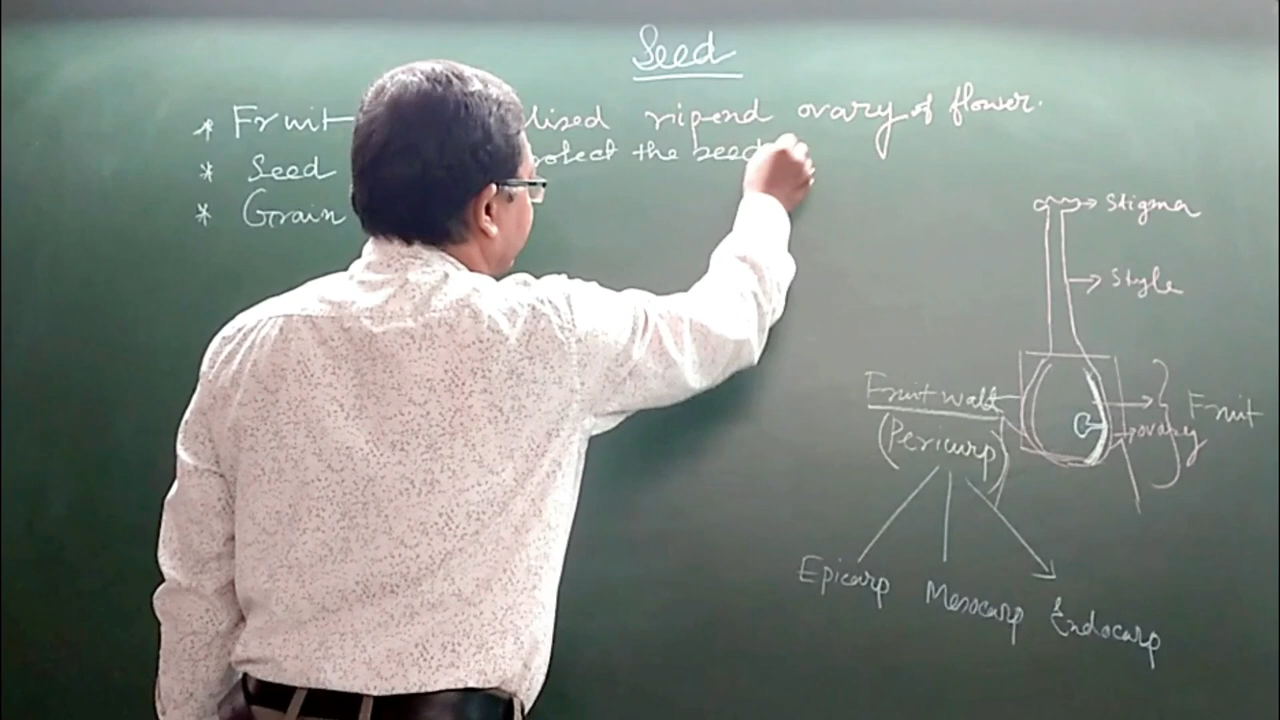 Seed
* Fruit lised ripend ovary of flower.
* Seed rotect the seed
* Grain
Stigma
Style
Fruit wall
(Pericarp)
Fruit
ovary
Epicarp Mesocarp Endocarp